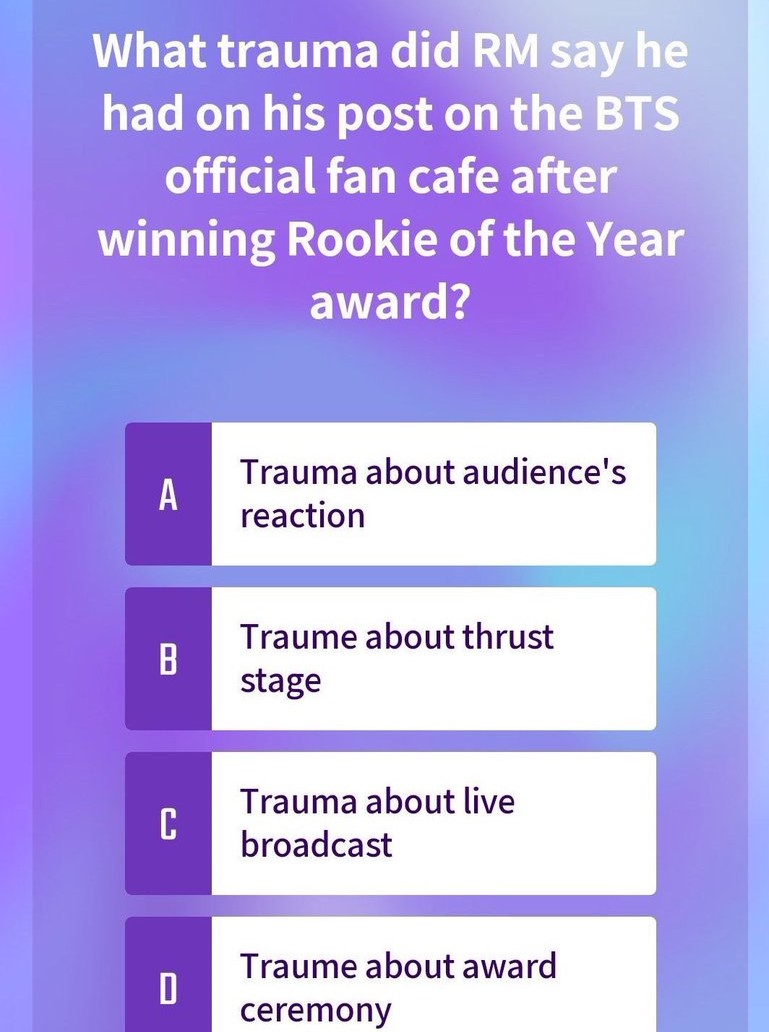 What trauma did RM say he
had on his post on the BTS
official fan cafe after
winning Rookie of the Year
award?
A
Trauma about audience's
reaction
B
Traume about thrust
stage
C
Trauma about live
broadcast
D
Traume about award
ceremony